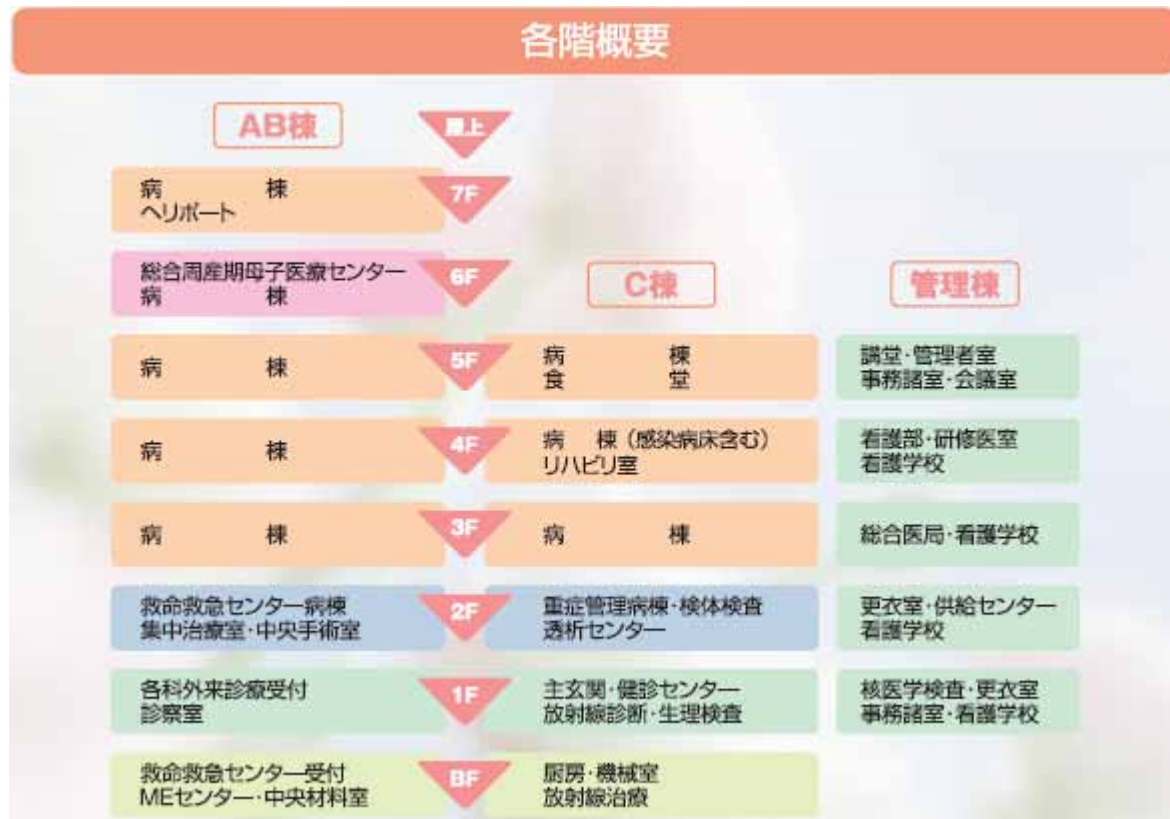 各階概要
AB棟
屋上
病棟
ヘリポート
7F
総合周産期母子医療センター
病棟
6F
C棟
管理棟
病棟
5F
病棟
食堂
講堂・管理者室
事務諸室・会議室
病棟
4F
病棟(感染病床含む)
リハビリ室
看護部・研修医室
看護学校
病棟
3F
病棟
総合医局・看護学校
救命救急センター病棟
集中治療室・中央手術室
2F
重症管理病棟・検体検査
透析センター
更衣室・供給センター
看護学校
各科外来診療受付
診察室
1F
主玄関・健診センター
放射線診断・生理検査
核医学検査・更衣室
事務諸室・看護学校
救命救急センター受付
MEセンター・中央材料室
BF
厨房・機械室
放射線治療